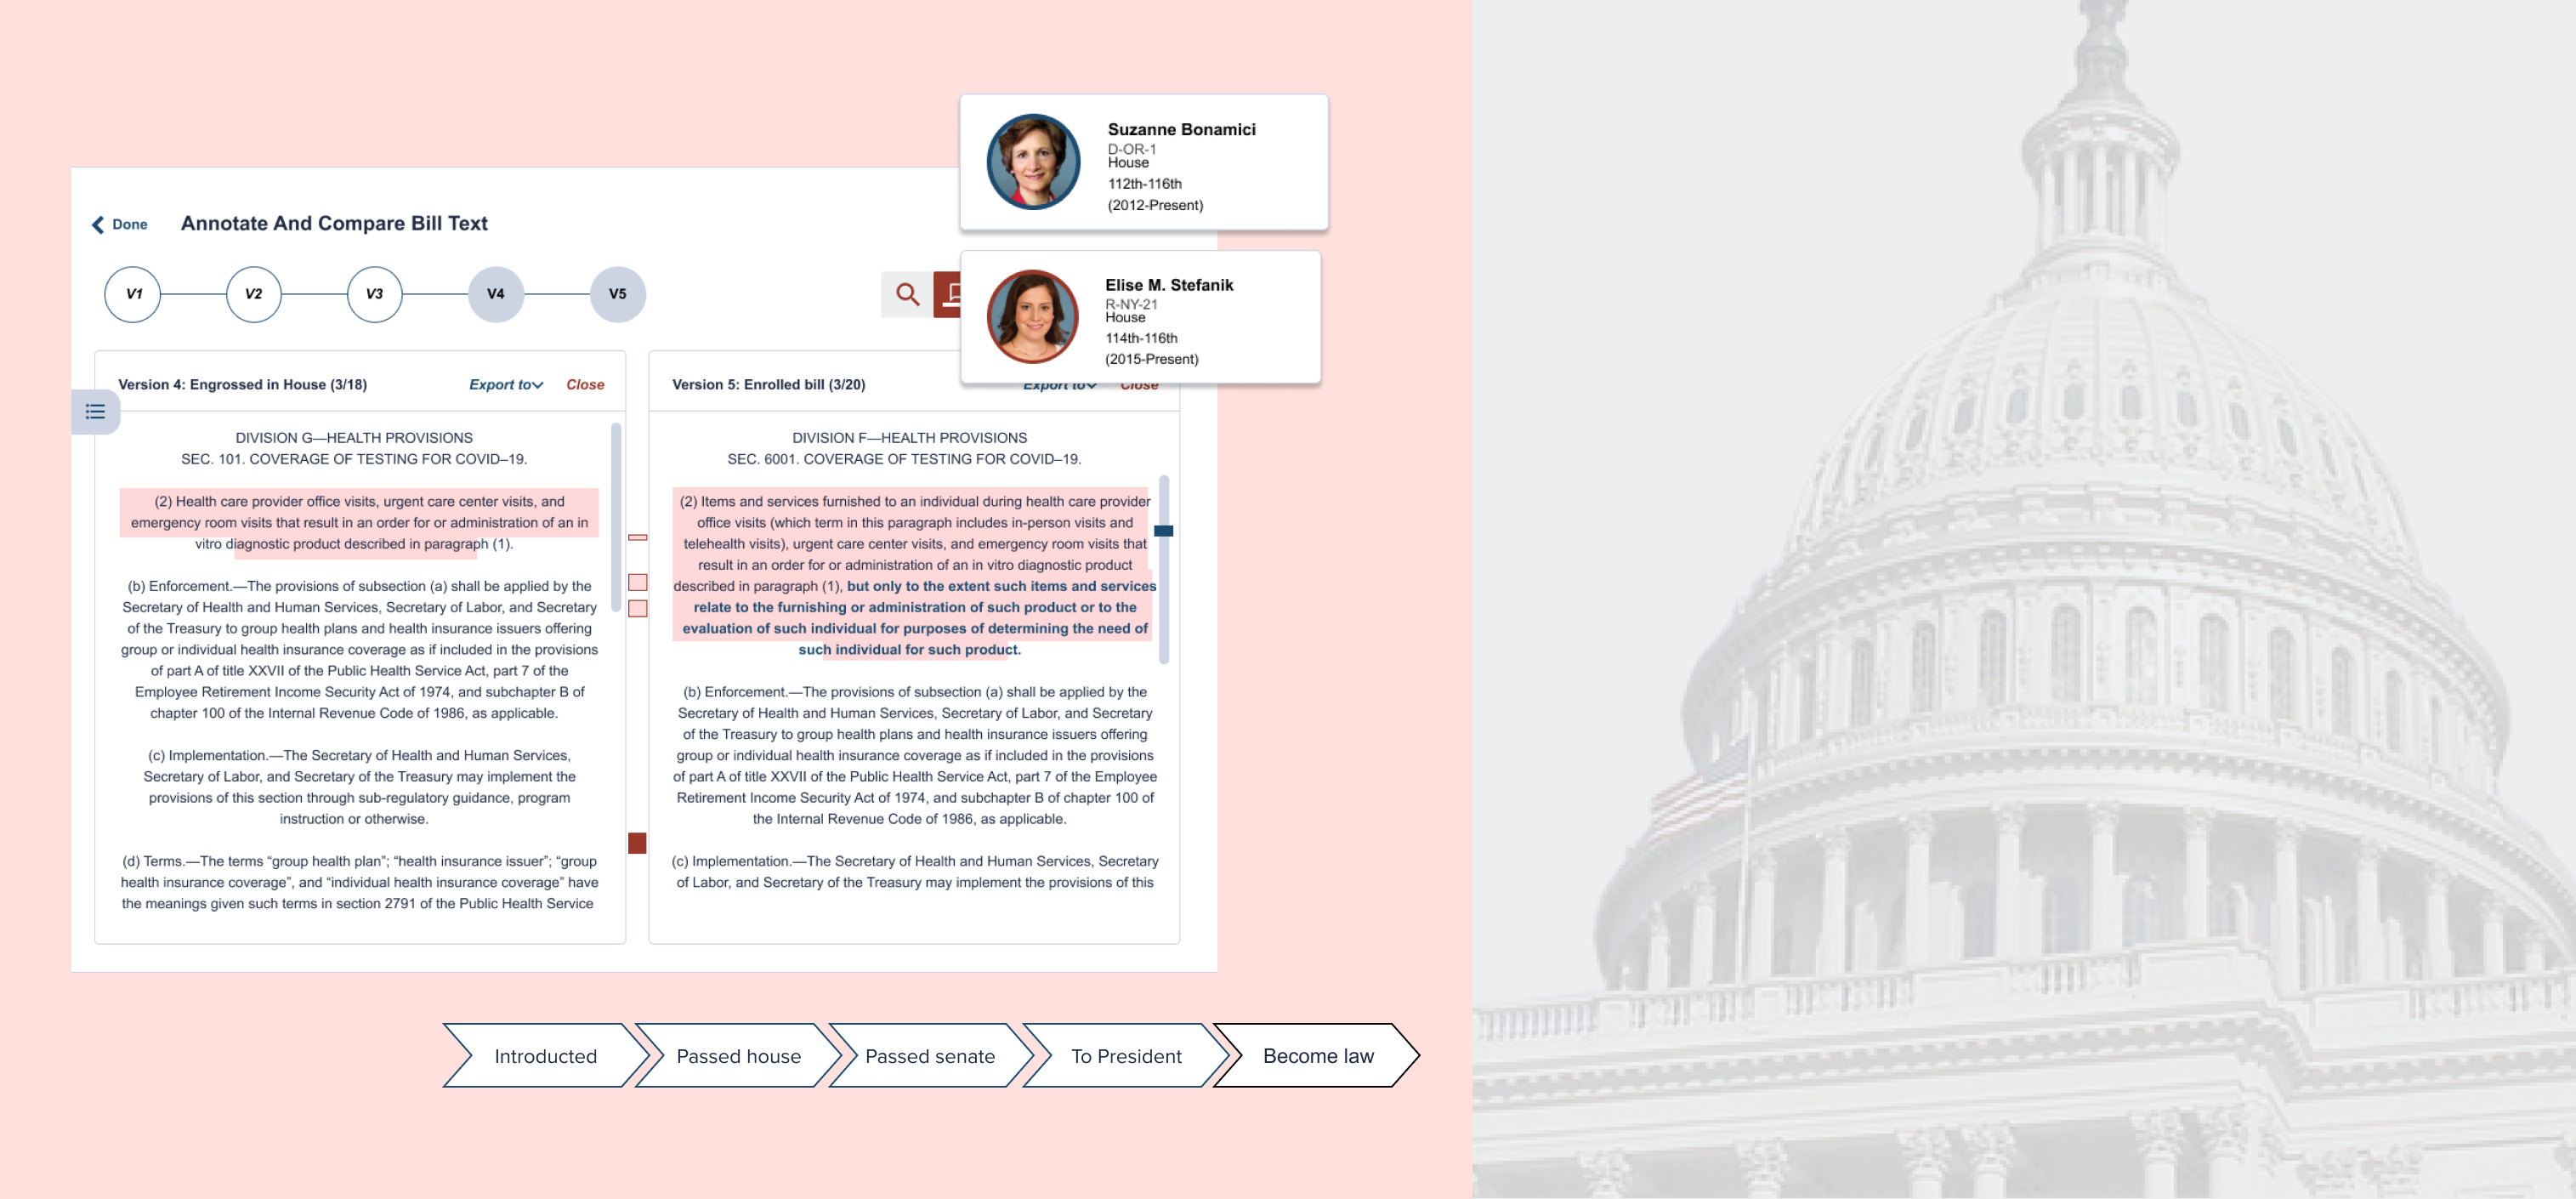 Suzanne Bonamici
D-OR-1
House
112th-116th
(2012-Present)
Elise M. Stefanik
R-NY-21
House
114th-116th
(2015-Present)
Done
Annotate And Compare Bill Text
V1
V2
V3
V4
V5
Version 4: Engrossed in House (3/18)
Export to
Close
DIVISION G—HEALTH PROVISIONS
SEC. 101. COVERAGE OF TESTING FOR COVID–19.
(2) Health care provider office visits, urgent care center visits, and
emergency room visits that result in an order for or administration of an in
vitro diagnostic product described in paragraph (1).
(b) Enforcement.—The provisions of subsection (a) shall be applied by the
Secretary of Health and Human Services, Secretary of Labor, and Secretary
of the Treasury to group health plans and health insurance issuers offering
group or individual health insurance coverage as if included in the provisions
of part A of title XXVII of the Public Health Service Act, part 7 of the
Employee Retirement Income Security Act of 1974, and subchapter B of
chapter 100 of the Internal Revenue Code of 1986, as applicable.
(c) Implementation.—The Secretary of Health and Human Services,
Secretary of Labor, and Secretary of the Treasury may implement the
provisions of this section through sub-regulatory guidance, program
instruction or otherwise.
(d) Terms.—The terms “group health plan”; “health insurance issuer”; “group
health insurance coverage”, and “individual health insurance coverage” have
the meanings given such terms in section 2791 of the Public Health Service
Version 5: Enrolled bill (3/20)
Export to
Close
DIVISION F—HEALTH PROVISIONS
SEC. 6001. COVERAGE OF TESTING FOR COVID–19.
(2) Items and services furnished to an individual during health care provider
office visits (which term in this paragraph includes in-person visits and
telehealth visits), urgent care center visits, and emergency room visits that
result in an order for or administration of an in vitro diagnostic product
described in paragraph (1), but only to the extent such items and services
relate to the furnishing or administration of such product or to the
evaluation of such individual for purposes of determining the need of
such individual for such product.
(b) Enforcement.—The provisions of subsection (a) shall be applied by the
Secretary of Health and Human Services, Secretary of Labor, and Secretary
of the Treasury to group health plans and health insurance issuers offering
group or individual health insurance coverage as if included in the provisions
of part A of title XXVII of the Public Health Service Act, part 7 of the Employee
Retirement Income Security Act of 1974, and subchapter B of chapter 100 of
the Internal Revenue Code of 1986, as applicable.
(c) Implementation.—The Secretary of Health and Human Services, Secretary
of Labor, and Secretary of the Treasury may implement the provisions of this
Introducted
Passed house
Passed senate
To President
Become law